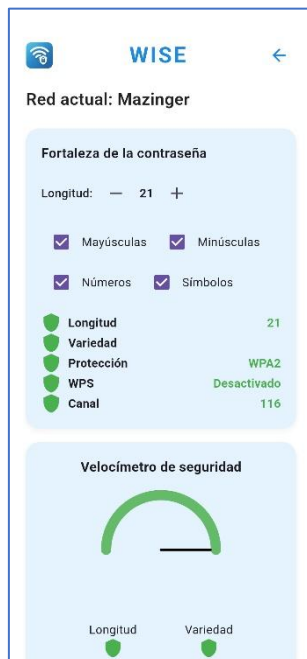 WISE
Red actual: Mazinger
Fortaleza de la contraseña
Longitud: — 21 +
Mayúsculas Minúsculas
Números Símbolos
Longitud 21
Variedad
Protección WPA2
WPS Desactivado
Canal 116
Velocímetro de seguridad
Longitud Variedad